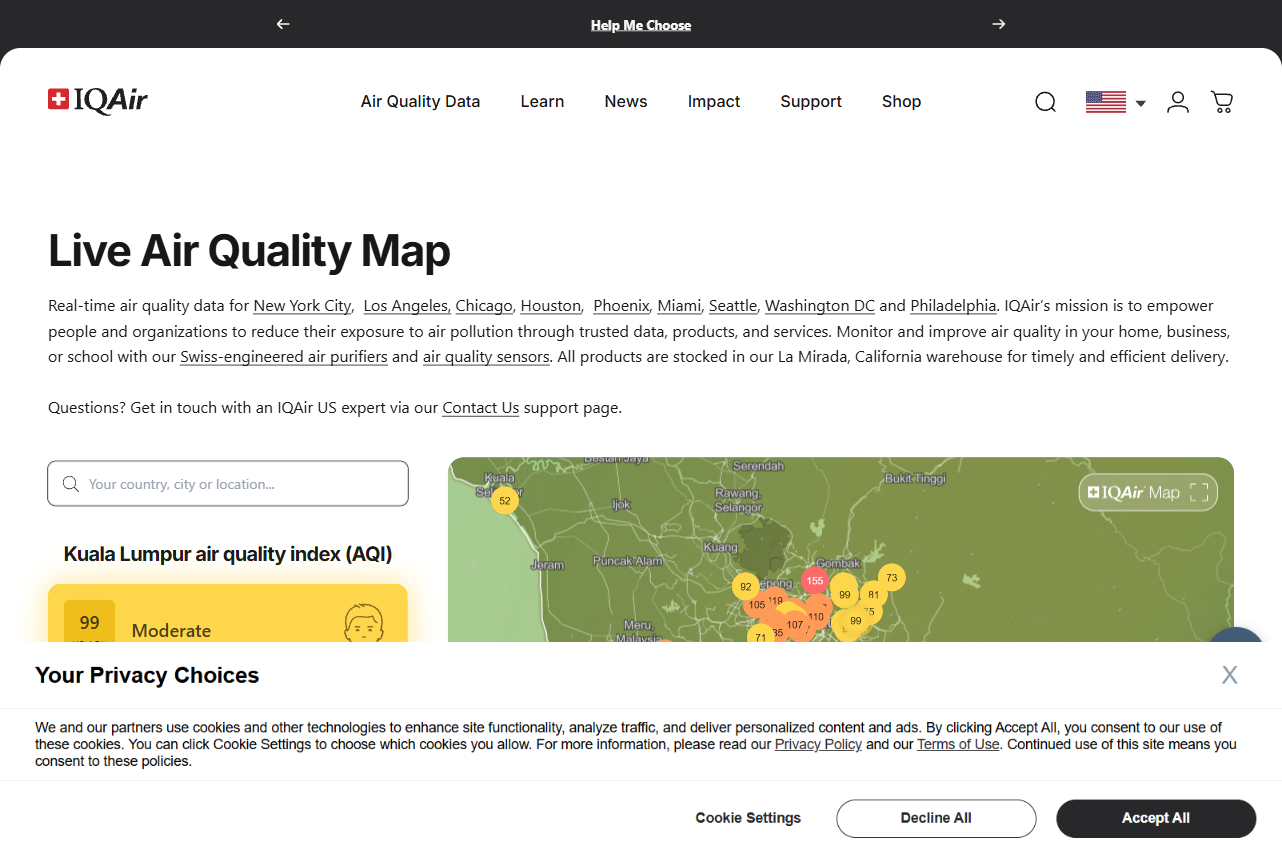 Help Me Choose
IQAir
Air Quality Data
Learn
News
Impact
Support
Shop
Live Air Quality Map
Real-time air quality data for New York City,  Los Angeles, Chicago, Houston,  Phoenix, Miami, Seattle, Washington DC and Philadelphia. IQAir’s mission is to empower
people and organizations to reduce their exposure to air pollution through trusted data, products, and services. Monitor and improve air quality in your home, business,
or school with our Swiss-engineered air purifiers and air quality sensors. All products are stocked in our La Mirada, California warehouse for timely and efficient delivery.
Questions? Get in touch with an IQAir US expert via our Contact Us support page.
Your country, city or location...
Kuala Lumpur air quality index (AQI)
99
Moderate
Serendah
Kuala
52
Bukit Tinggi
IQAir Map
Rawang,
Selangor
Ijok
Kuang
Jeram
Puncak Alam
Gombak
92
155
73
99
81
105
119
110
99
107
71
Meru,
Malaysia
Your Privacy Choices
X
We and our partners use cookies and other technologies to enhance site functionality, analyze traffic, and deliver personalized content and ads. By clicking Accept All, you consent to our use of
these cookies. You can click Cookie Settings to choose which cookies you allow. For more information, please read our Privacy Policy and our Terms of Use. Continued use of this site means you
consent to these policies.
Cookie Settings
Decline All
Accept All